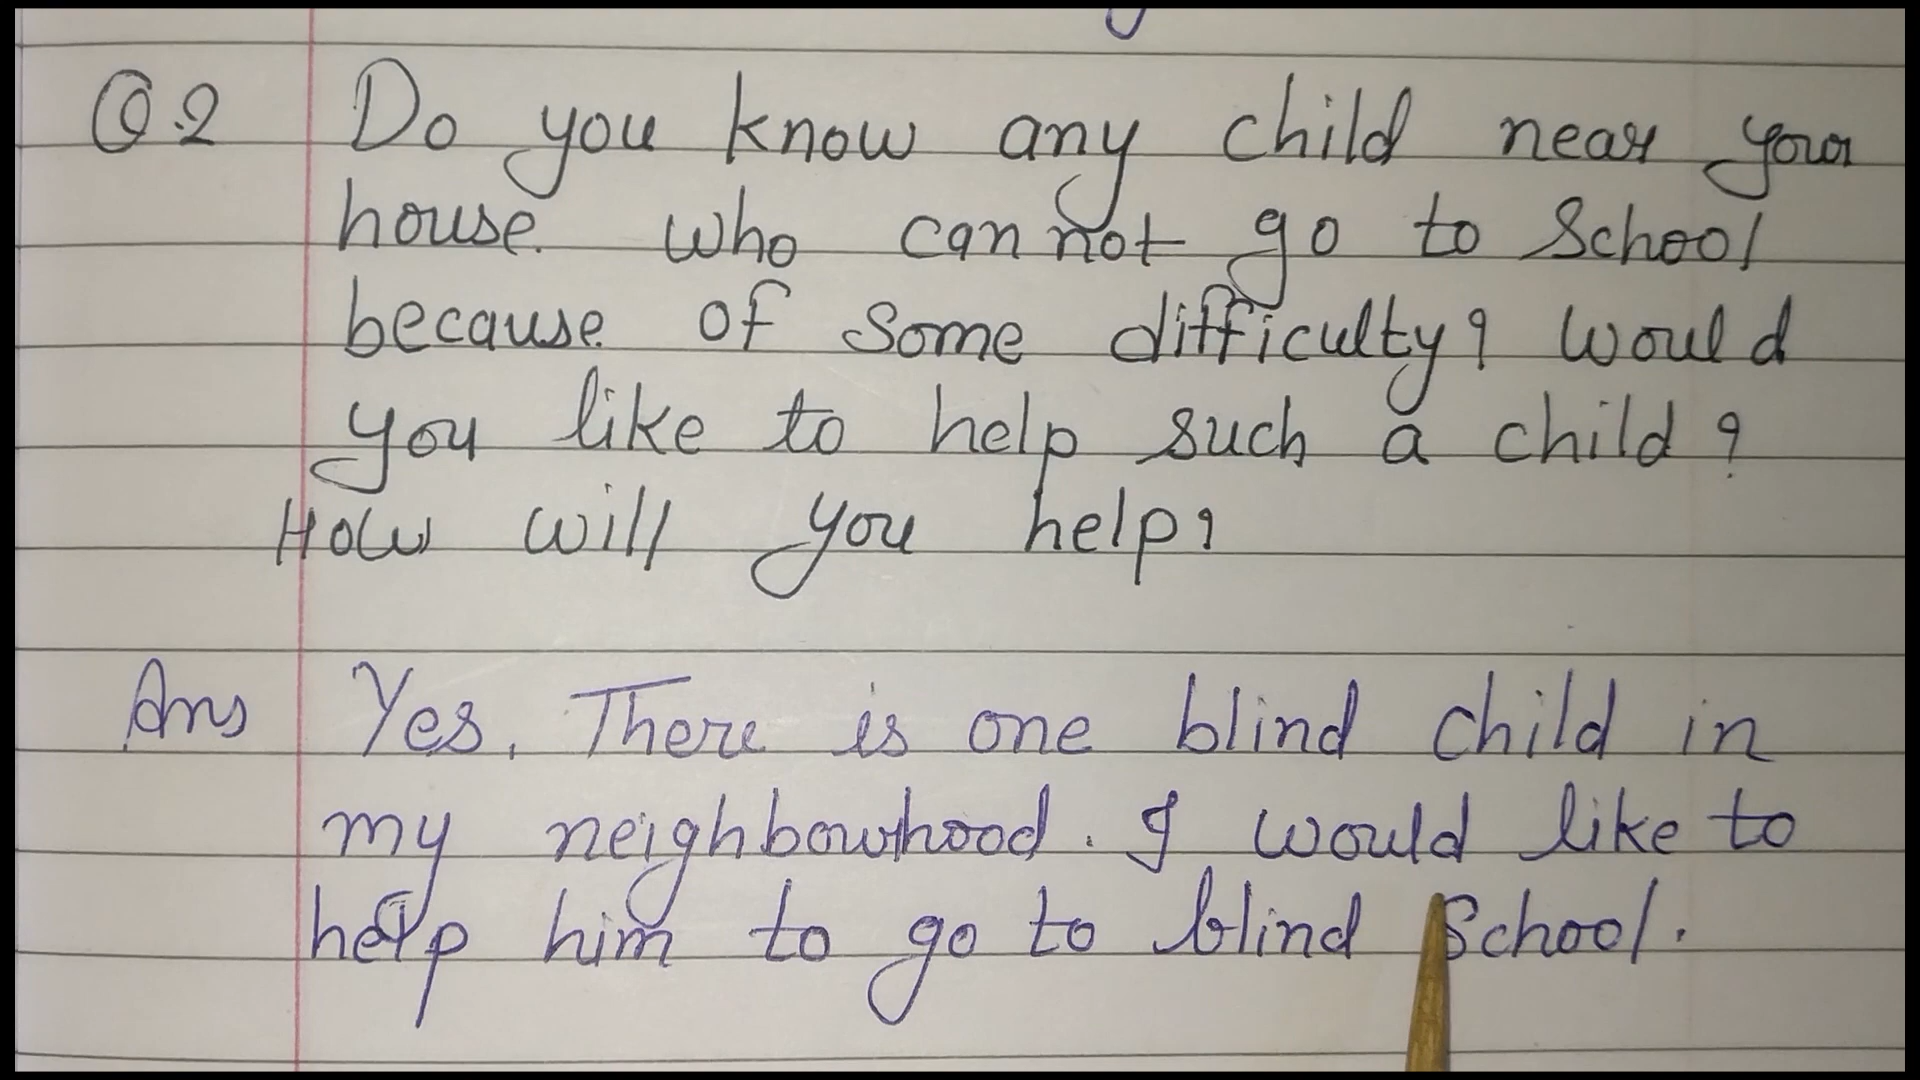 Q.2 Do you know any child near your
house who can not go to School
because of some difficulty? Would
you like to help such a child?
How will you help?
Ans Yes. There is one blind child in
my neighbourhood. I would like to
help him to go to blind School.